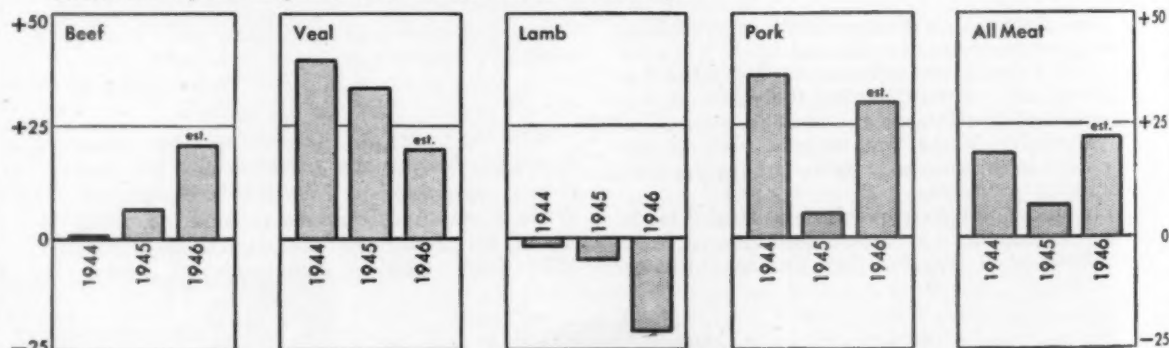 +50 Beef Veal Lamb Pork All Meat +50
+25 est. est. est. est. +25
0 1944 1945 1946 1944 1945 1946 1944 1945 1946 1944 1945 1946 1944 1945 1946 0
−25 −25